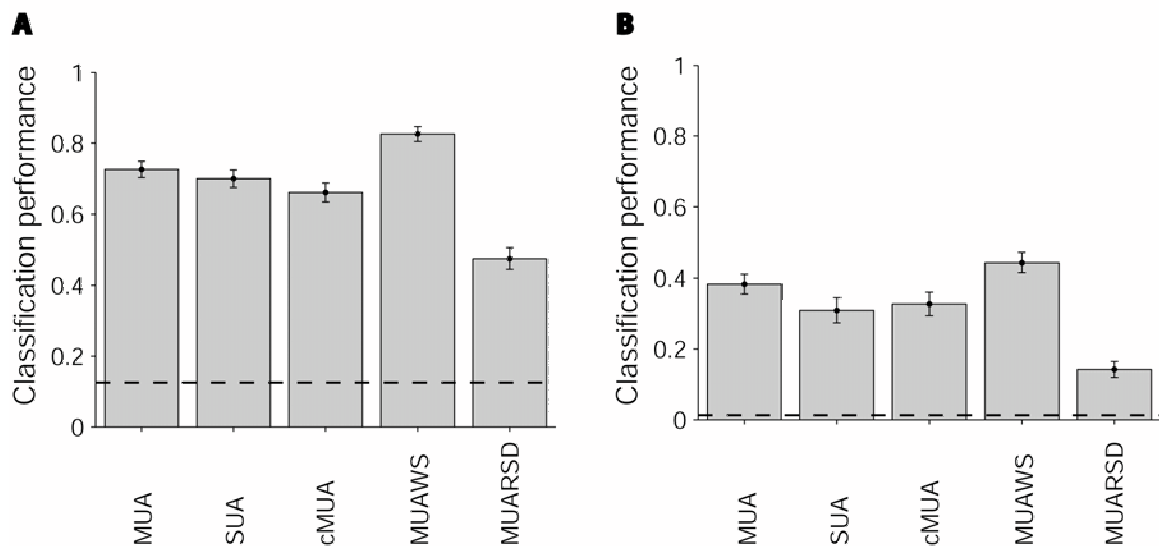 A
Classification performance
1
0.8
0.6
0.4
0.2
0
MUA
SUA
cMUA
MUAWS
MUARSD
B
Classification performance
1
0.8
0.6
0.4
0.2
0
MUA
SUA
cMUA
MUAWS
MUARSD